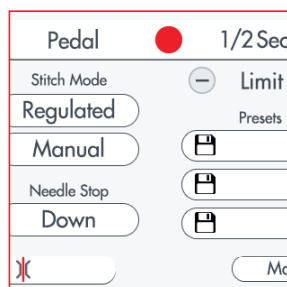 Pedal 1/2 Sec
Stitch Mode Limit
Regulated Presets
Manual
Needle Stop
Down